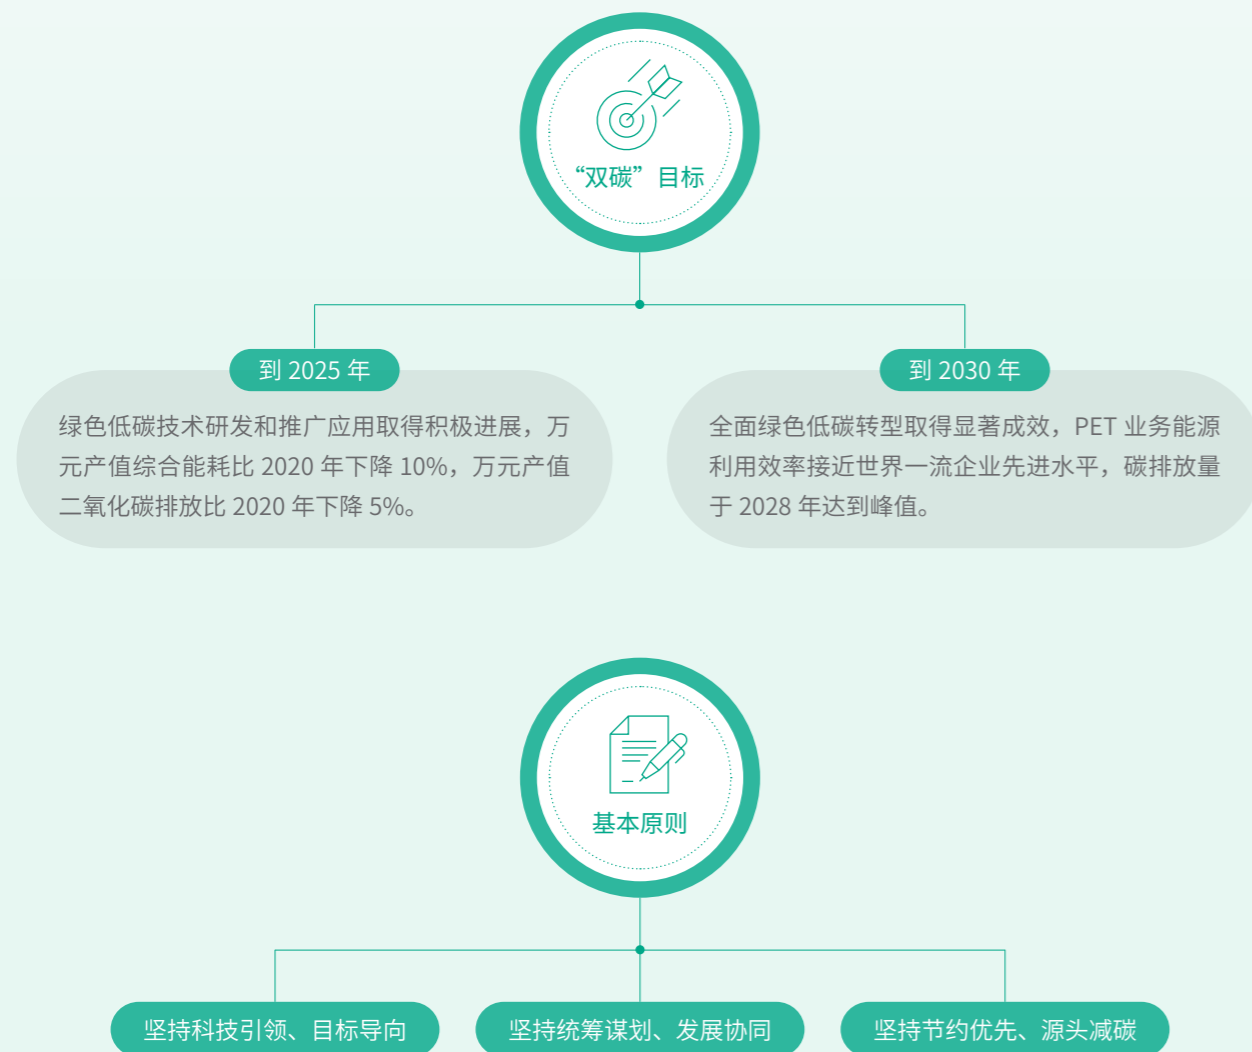 “双碳”目标
到 2025 年
绿色低碳技术研发和推广应用取得积极进展，万
元产值综合能耗比 2020 年下降 10%，万元产值
二氧化碳排放比 2020 年下降 5%。
到 2030 年
全面绿色低碳转型取得显著成效，PET 业务能源
利用效率接近世界一流企业先进水平，碳排放量
于 2028 年达到峰值。
基本原则
坚持科技引领、目标导向
坚持统筹谋划、发展协同
坚持节约优先、源头减碳